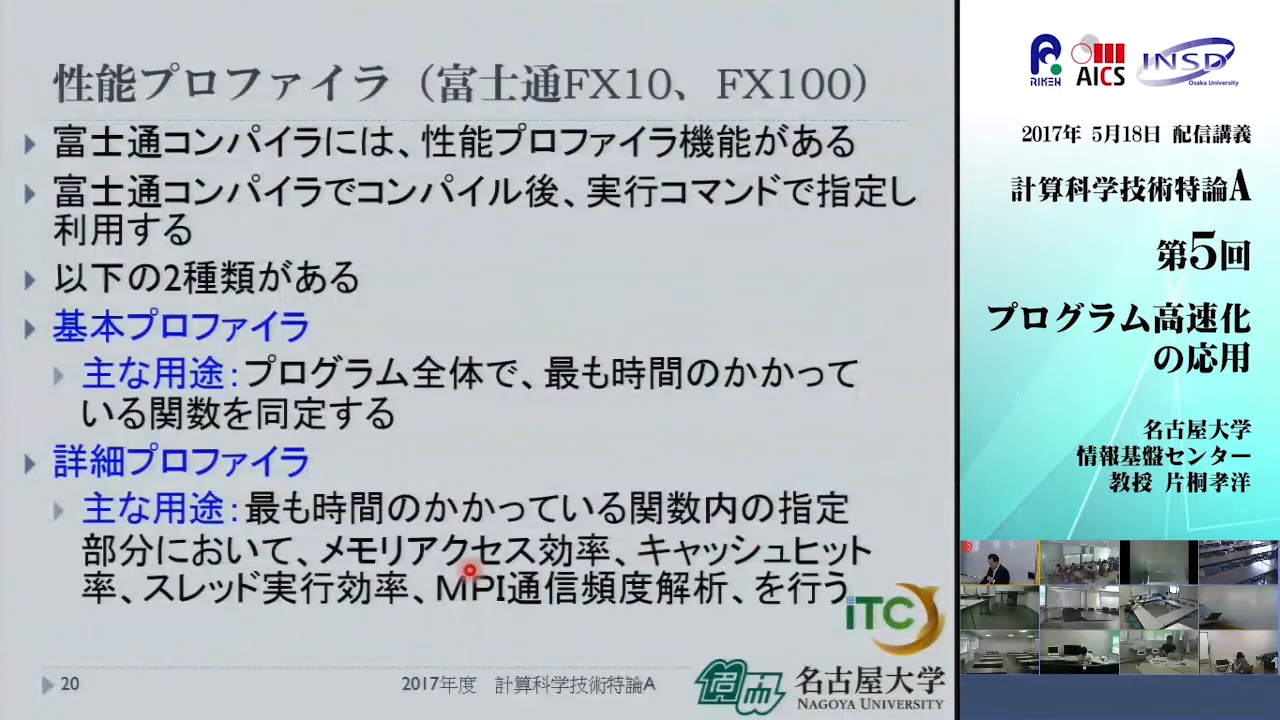 性能プロファイラ（富士通FX10、FX100）
富士通コンパイラには、性能プロファイラ機能がある
富士通コンパイラでコンパイル後、実行コマンドで指定し
利用する
以下の2種類がある
基本プロファイラ
主な用途：プログラム全体で、最も時間のかかって
いる関数を同定する
詳細プロファイラ
主な用途：最も時間のかかっている関数内の指定
部分において、メモリアクセス効率、キャッシュヒット
率、スレッド実行効率、MPI通信頻度解析、を行う
ITC
20
2017年度 計算科学技術特論A
名古屋大学
NAGOYA UNIVERSITY
RIKEN
AICS
INSD
Osaka University
2017年 5月18日 配信講義
計算科学技術特論A
第5回
プログラム高速化
の応用
名古屋大学
情報基盤センター
教授 片桐孝洋